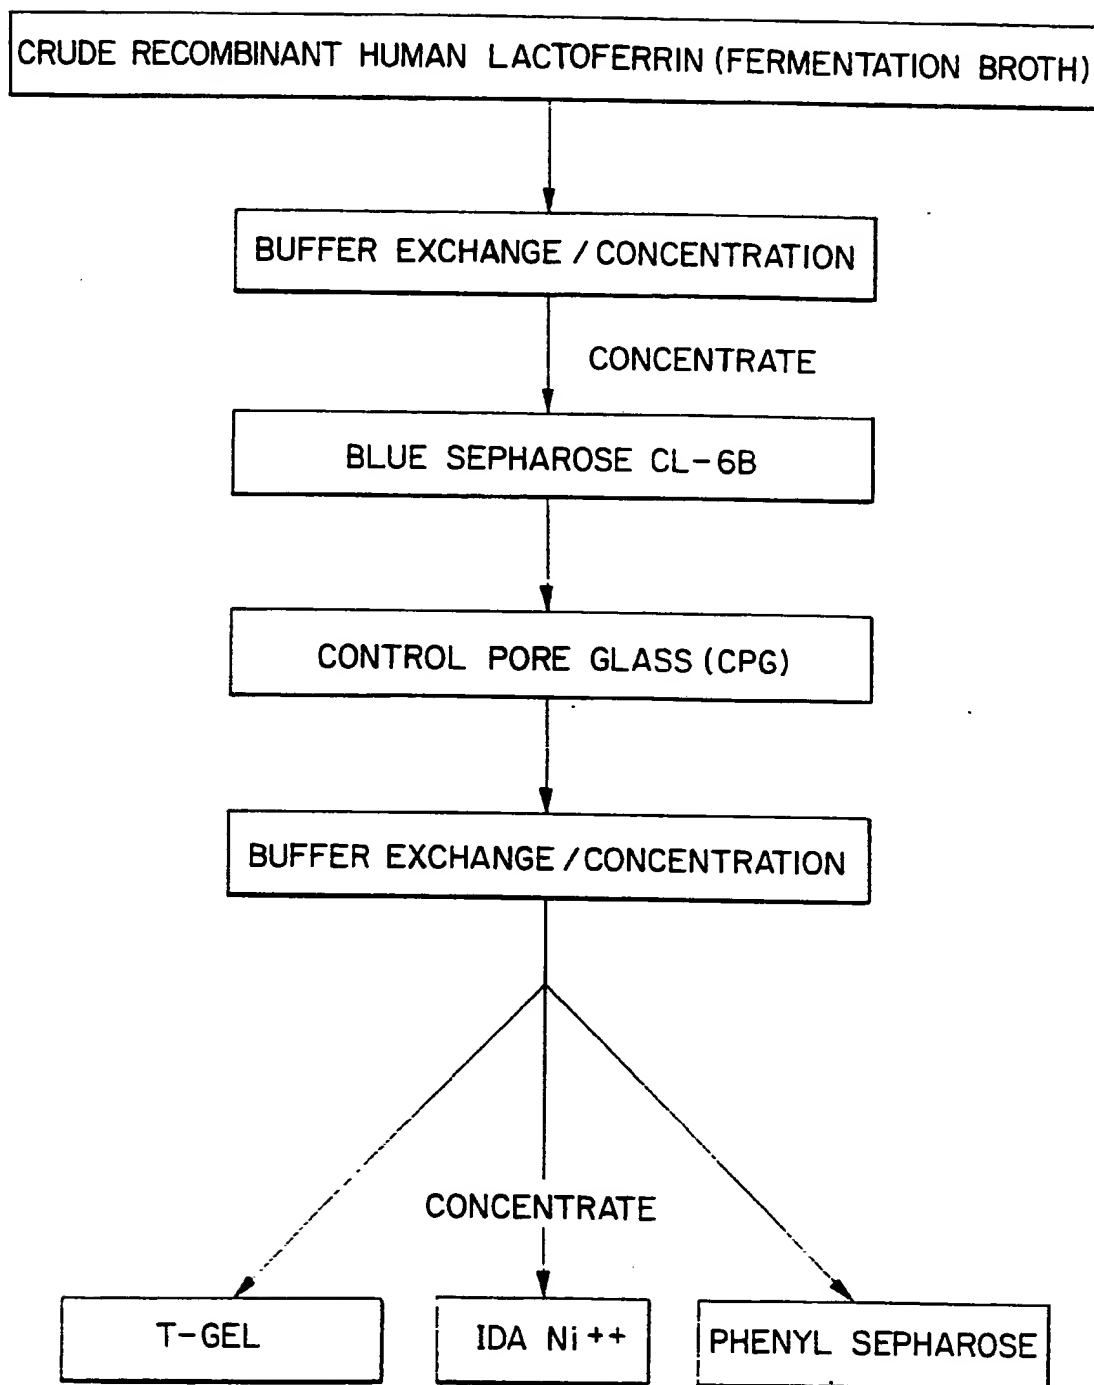 CRUDE RECOMBINANT HUMAN LACTOFERRIN (FERMENTATION BROTH)
BUFFER EXCHANGE / CONCENTRATION
CONCENTRATE
BLUE SEPHAROSE CL-6B
CONTROL PORE GLASS (CPG)
BUFFER EXCHANGE / CONCENTRATION
CONCENTRATE
T-GEL
IDA Ni++
PHENYL SEPHAROSE